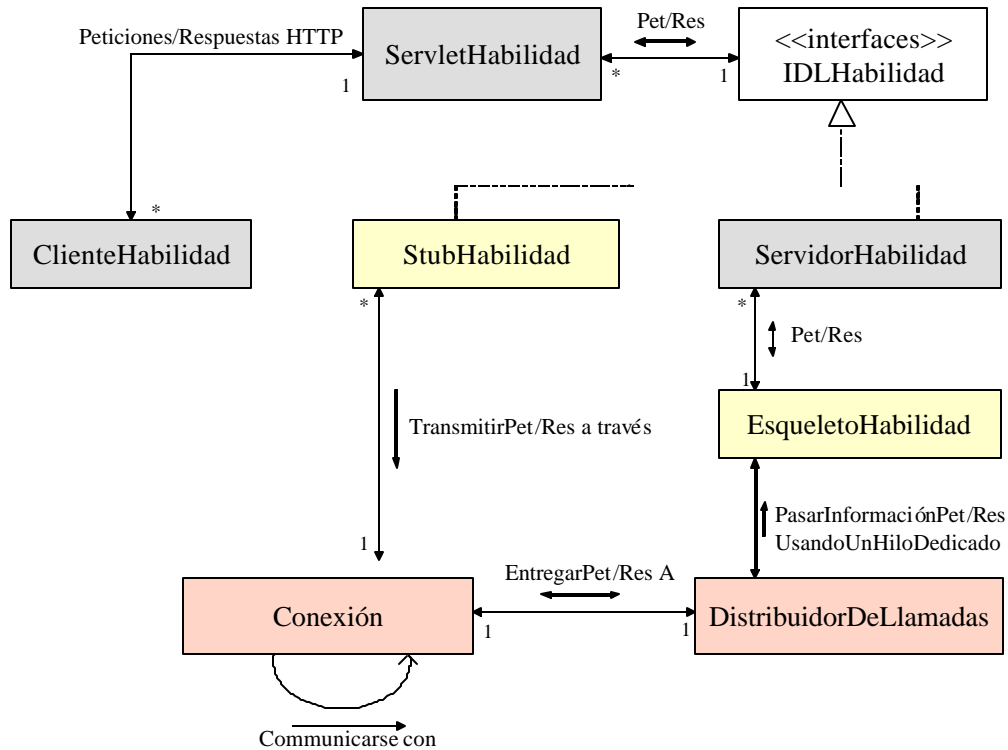 Peticiones/Respuestas HTTP
1
*
ServletHabilidad
Pet/Res
*
1
<<interfaces>>
IDLHabilidad
ClienteHabilidad
StubHabilidad
ServidorHabilidad
*
*
Pet/Res
1
EsqueletoHabilidad
TransmitirPet/Res a través
PasarInformaciónPet/Res
UsandoUnHiloDedicado
1
EntregarPet/Res A
Conexión
1
1
DistribuidorDeLlamadas
Communicarse con